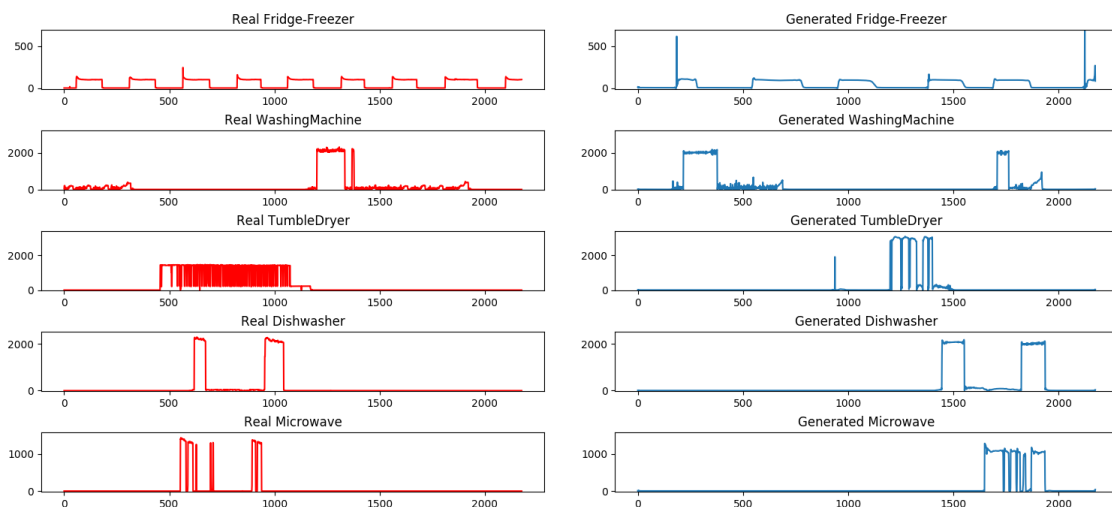 Real Fridge-Freezer
500
0
0 500 1000 1500 2000
Generated Fridge-Freezer
500
0
0 500 1000 1500 2000
Real WashingMachine
2000
0
0 500 1000 1500 2000
Generated WashingMachine
2000
0
0 500 1000 1500 2000
Real TumbleDryer
2000
0
0 500 1000 1500 2000
Generated TumbleDryer
2000
0
0 500 1000 1500 2000
Real Dishwasher
2000
0
0 500 1000 1500 2000
Generated Dishwasher
2000
0
0 500 1000 1500 2000
Real Microwave
1000
0
0 500 1000 1500 2000
Generated Microwave
1000
0
0 500 1000 1500 2000